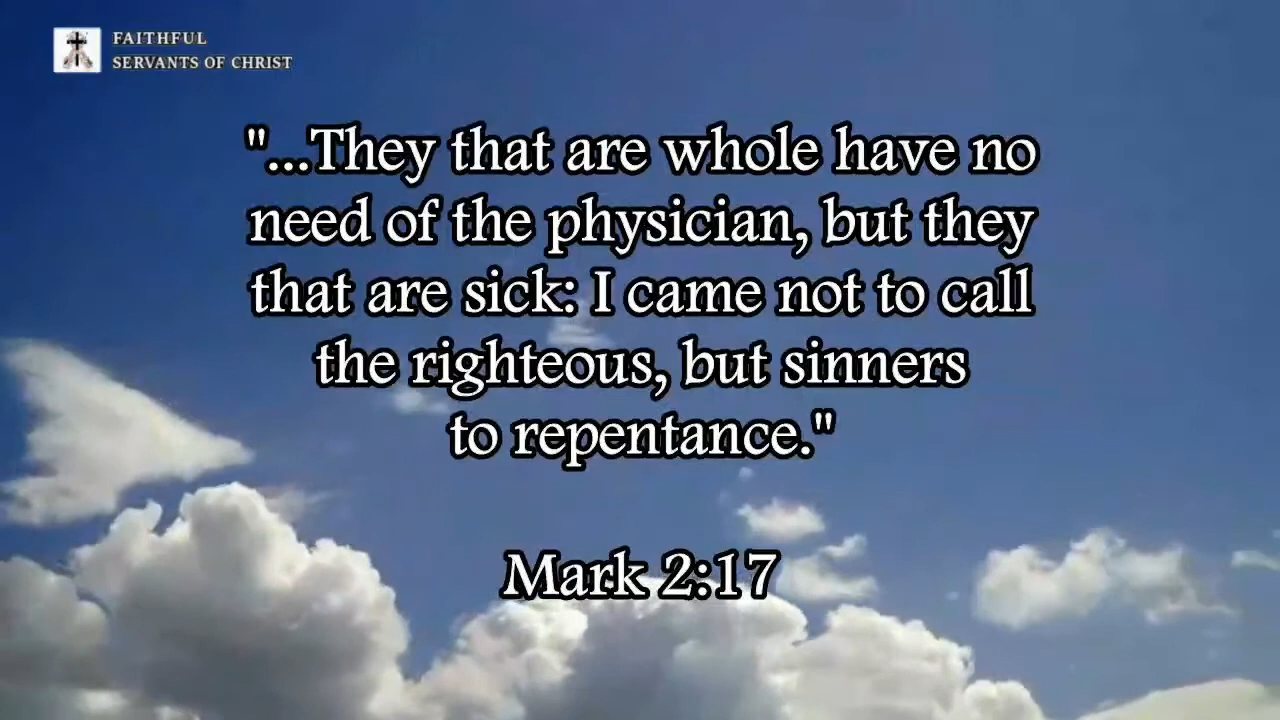 FAITHFUL
SERVANTS OF CHRIST
"...They that are whole have no
need of the physician, but they
that are sick: I came not to call
the righteous, but sinners
to repentance."
Mark 2:17